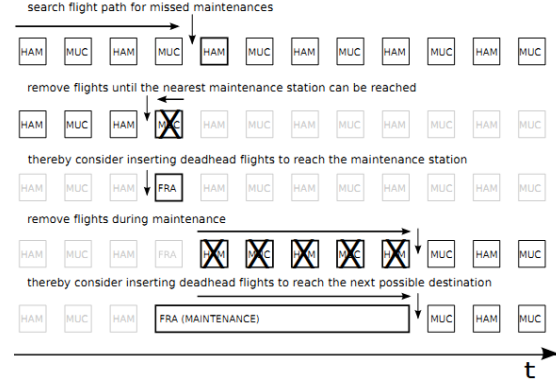 search flight path for missed maintenances
HAM MUC HAM MUC HAM MUC HAM MUC HAM MUC HAM MUC
remove flights until the nearest maintenance station can be reached
HAM MUC HAM MUC HAM MUC HAM MUC HAM MUC HAM MUC
thereby consider inserting deadhead flights to reach the maintenance station
HAM MUC HAM FRA HAM MUC HAM MUC HAM MUC HAM MUC
remove flights during maintenance
HAM MUC HAM FRA HAM MUC HAM MUC HAM MUC HAM MUC
thereby consider inserting deadhead flights to reach the next possible destination
HAM MUC HAM FRA (MAINTENANCE) MUC HAM MUC
t